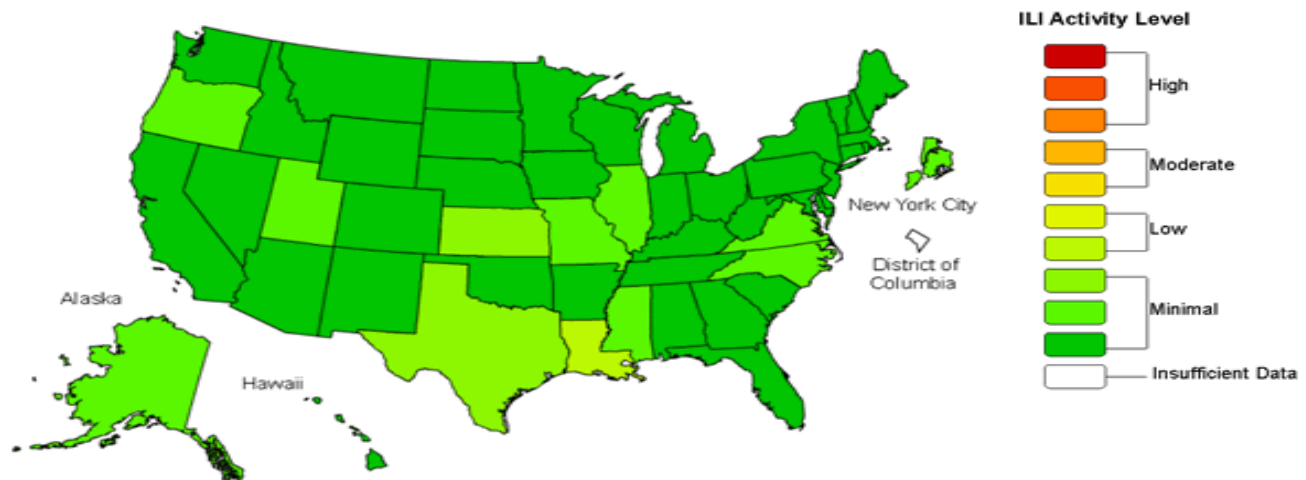 ILI Activity Level
High
Moderate
Low
Minimal
Insufficient Data
New York City
District of
Columbia
Alaska
Hawaii